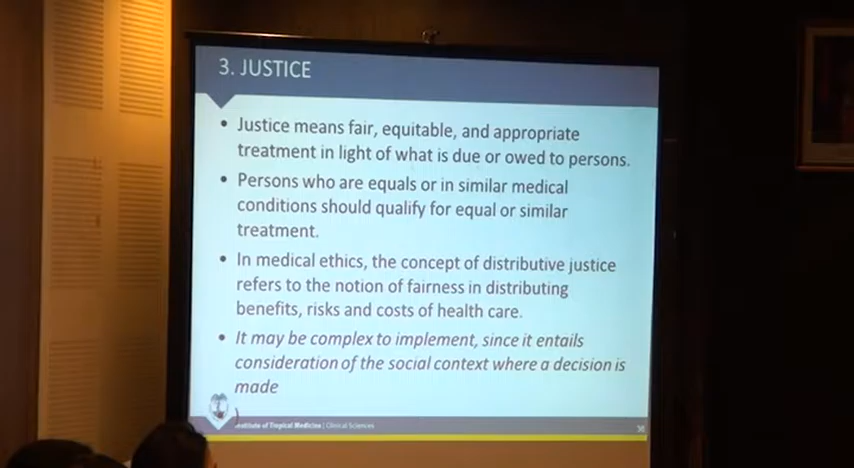 3. JUSTICE
• Justice means fair, equitable, and appropriate
treatment in light of what is due or owed to persons.
• Persons who are equals or in similar medical
conditions should qualify for equal or similar
treatment.
• In medical ethics, the concept of distributive justice
refers to the notion of fairness in distributing
benefits, risks and costs of health care.
• It may be complex to implement, since it entails
consideration of the social context where a decision is
made
Institute of Tropical Medicine | Clinical Sciences